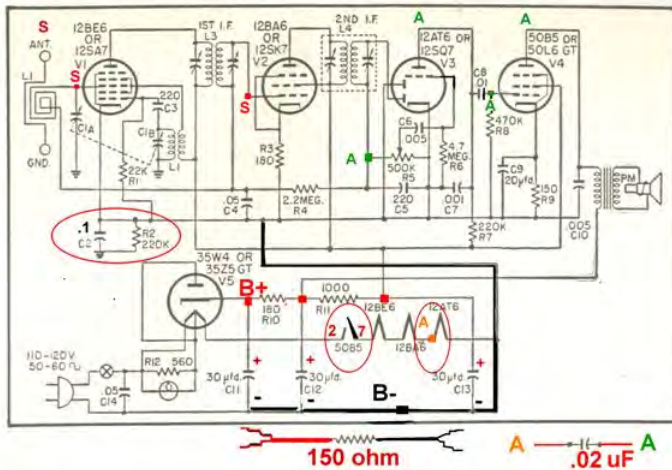 S
ANT.
L1
GND.
S
12BE6
OR
12SA7
V1
220
C3
C1A
C1B
L1
22K
R1
1ST I.F.
L3
S
12BA6
OR
12SK7
V2
R3
180
2ND I.F.
L4
A
12AT6
OR
12SQ7
V3
C6
.005
A
500K
R5
4.7
MEG.
R6
C8
.01
A
470K
R8
A
50B5 OR
50L6 GT
V4
C9
20µfd.
150
R9
PM
.005
C10
.1
C2
R2
220K
.05
C4
2.2MEG.
R4
220
C5
.001
C7
220K
R7
35W4 OR
35Z5 GT
V5
B+
180
R10
1000
R11
12BE6
12AT6
2
7
50B5
12BA6
A
110-120V
50-60
R12
560
.05
C14
+
30µfd.
C11
-
+
30µfd.
C12
-
B-
+
30µfd.
C13
-
150 ohm
A
.02 uF
A